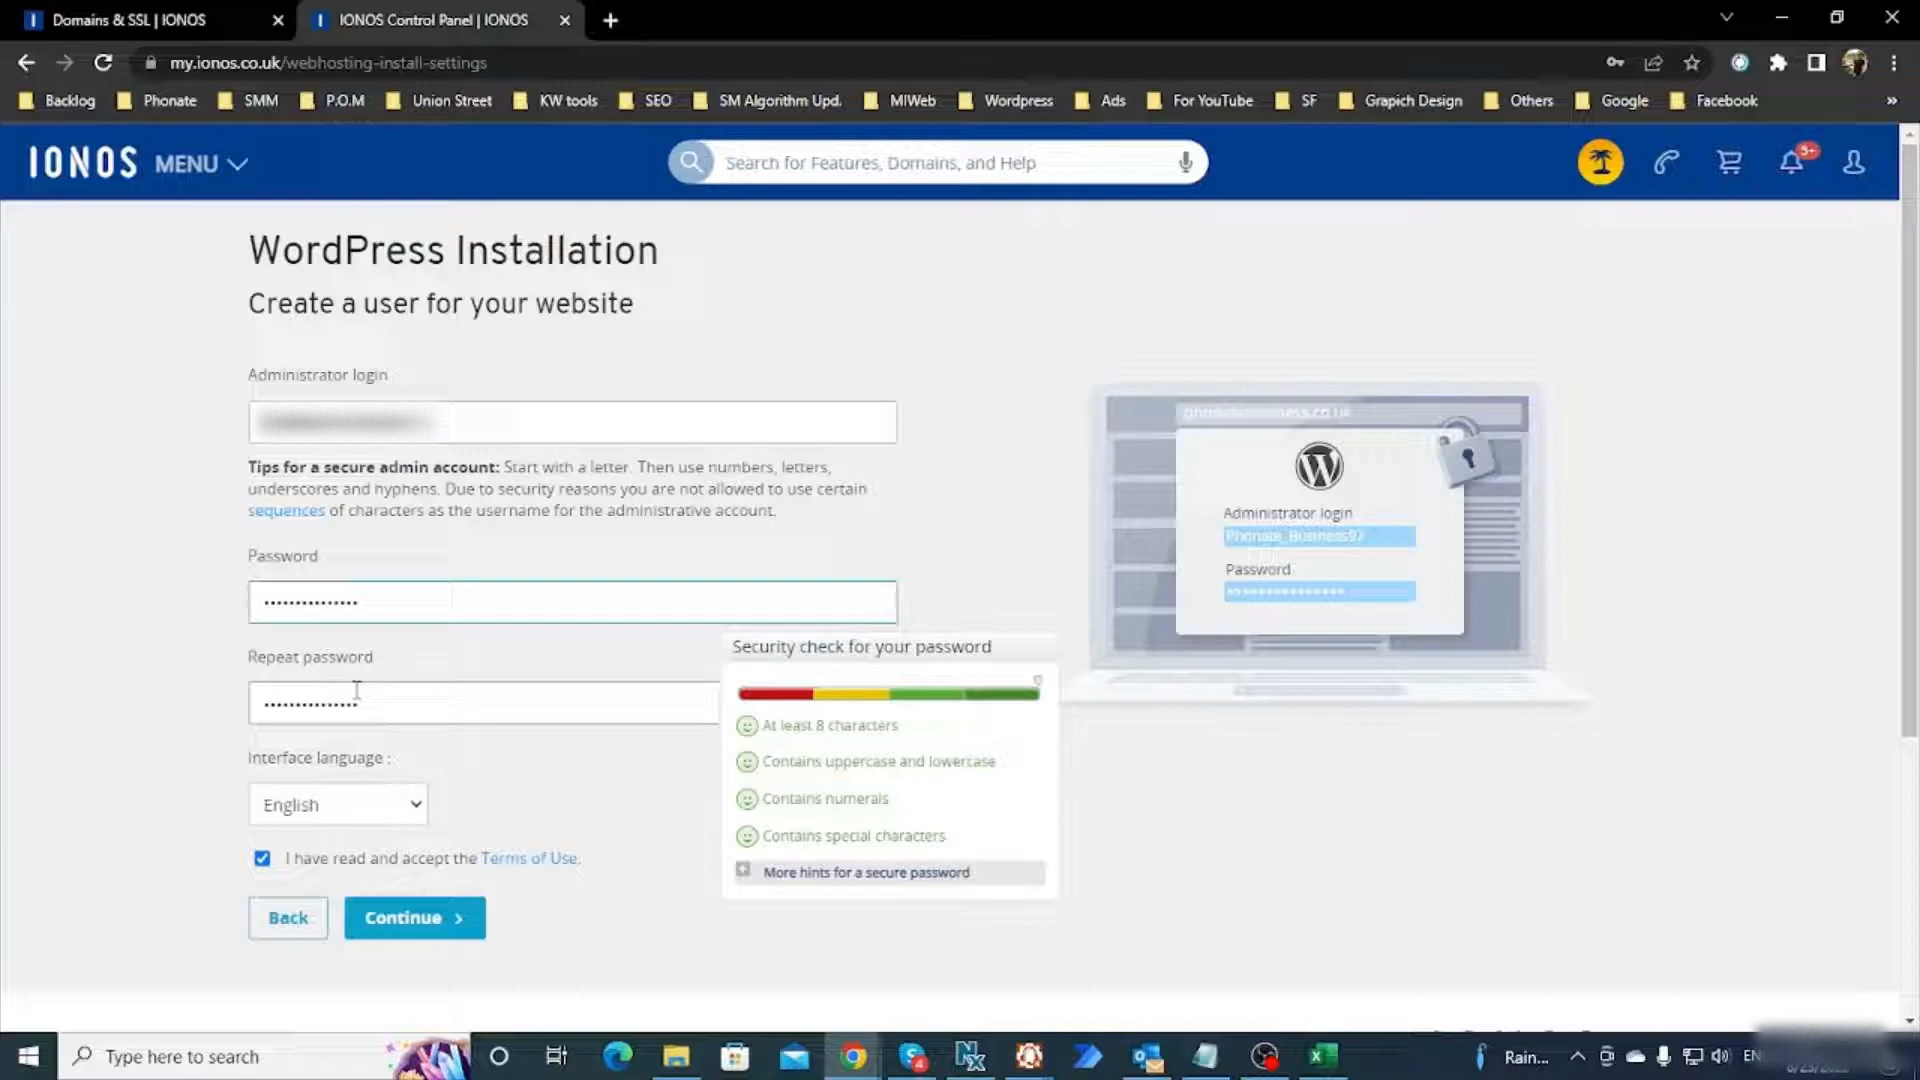 Domains & SSL | IONOS
IONOS Control Panel | IONOS
my.ionos.co.uk/webhosting-install-settings
Backlog
Phonate
SMM
P.O.M
Union Street
KW tools
SEO
SM Algorithm Upd.
MIWeb
Wordpress
Ads
For YouTube
SF
Grapich Design
Others
Google
Facebook
»
IONOS MENU
Search for Features, Domains, and Help
9+
WordPress Installation
Create a user for your website
Administrator login
Tips for a secure admin account: Start with a letter. Then use numbers, letters,
underscores and hyphens. Due to security reasons you are not allowed to use certain
sequences of characters as the username for the administrative account.
Password
Repeat password
Interface language :
English
I have read and accept the Terms of Use.
Back
Continue >
Security check for your password
At least 8 characters
Contains uppercase and lowercase
Contains numerals
Contains special characters
More hints for a secure password
Administrator login
Phonate_Business97
Password
Type here to search
Rain...
EN